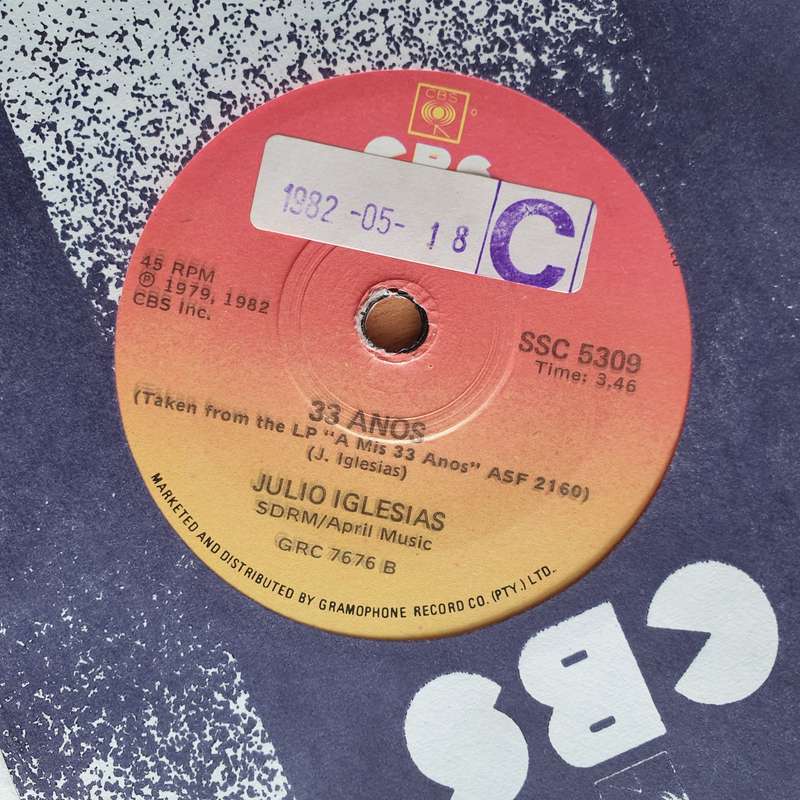 CBS
CBS
1982 -05- 18
C
45 RPM
℗ 1979, 1982
CBS Inc.
SSC 5309
Time: 3.46
33 ANOS
(Taken from the LP "A Mis 33 Anos" ASF 2160)
(J. Iglesias)
JULIO IGLESIAS
SDRM/April Music
GRC 7676 B
MARKETED AND DISTRIBUTED BY GRAMOPHONE RECORD CO. (PTY.) LTD.
CBS